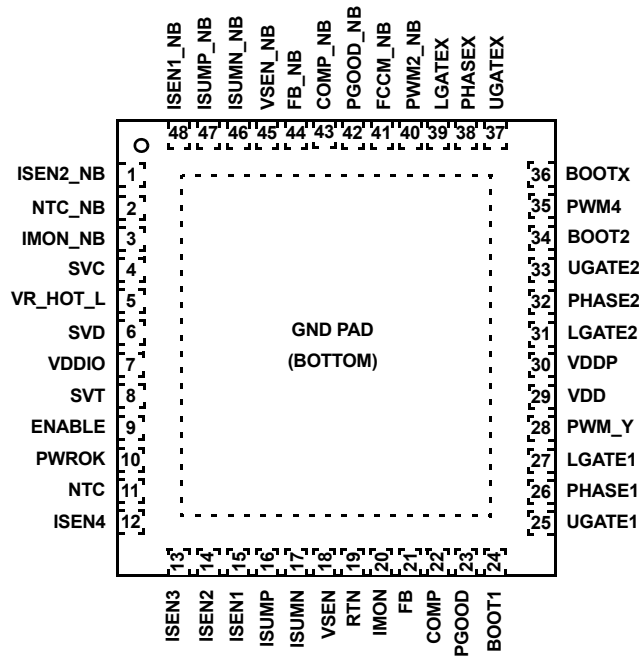 ISEN1_NB
ISUMP_NB
ISUMN_NB
VSEN_NB
FB_NB
COMP_NB
PGOOD_NB
FCCM_NB
PWM2_NB
LGATEX
PHASEX
UGATEX
48 47 46 45 44 43 42 41 40 39 38 37
ISEN2_NB 1
NTC_NB 2
IMON_NB 3
SVC 4
VR_HOT_L 5
SVD 6
VDDIO 7
SVT 8
ENABLE 9
PWROK 10
NTC 11
ISEN4 12
GND PAD
(BOTTOM)
36 BOOTX
35 PWM4
34 BOOT2
33 UGATE2
32 PHASE2
31 LGATE2
30 VDDP
29 VDD
28 PWM_Y
27 LGATE1
26 PHASE1
25 UGATE1
13 14 15 16 17 18 19 20 21 22 23 24
ISEN3
ISEN2
ISEN1
ISUMP
ISUMN
VSEN
RTN
IMON
FB
COMP
PGOOD
BOOT1